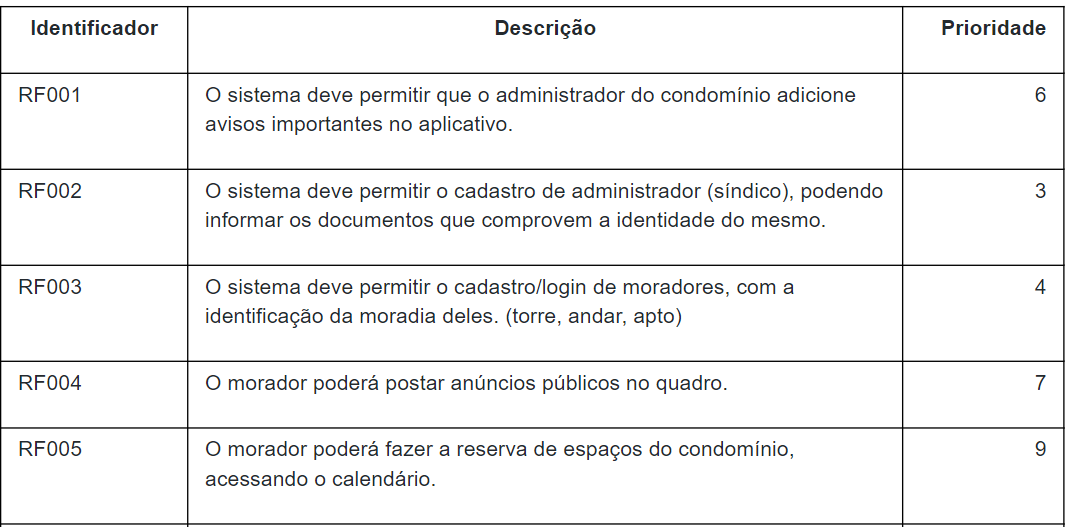 Identificador Descrição Prioridade
RF001 O sistema deve permitir que o administrador do condomínio adicione 6
avisos importantes no aplicativo.
RF002 O sistema deve permitir o cadastro de administrador (síndico), podendo 3
informar os documentos que comprovem a identidade do mesmo.
RF003 O sistema deve permitir o cadastro/login de moradores, com a 4
identificação da moradia deles. (torre, andar, apto)
RF004 O morador poderá postar anúncios públicos no quadro. 7
RF005 O morador poderá fazer a reserva de espaços do condomínio, 9
acessando o calendário.